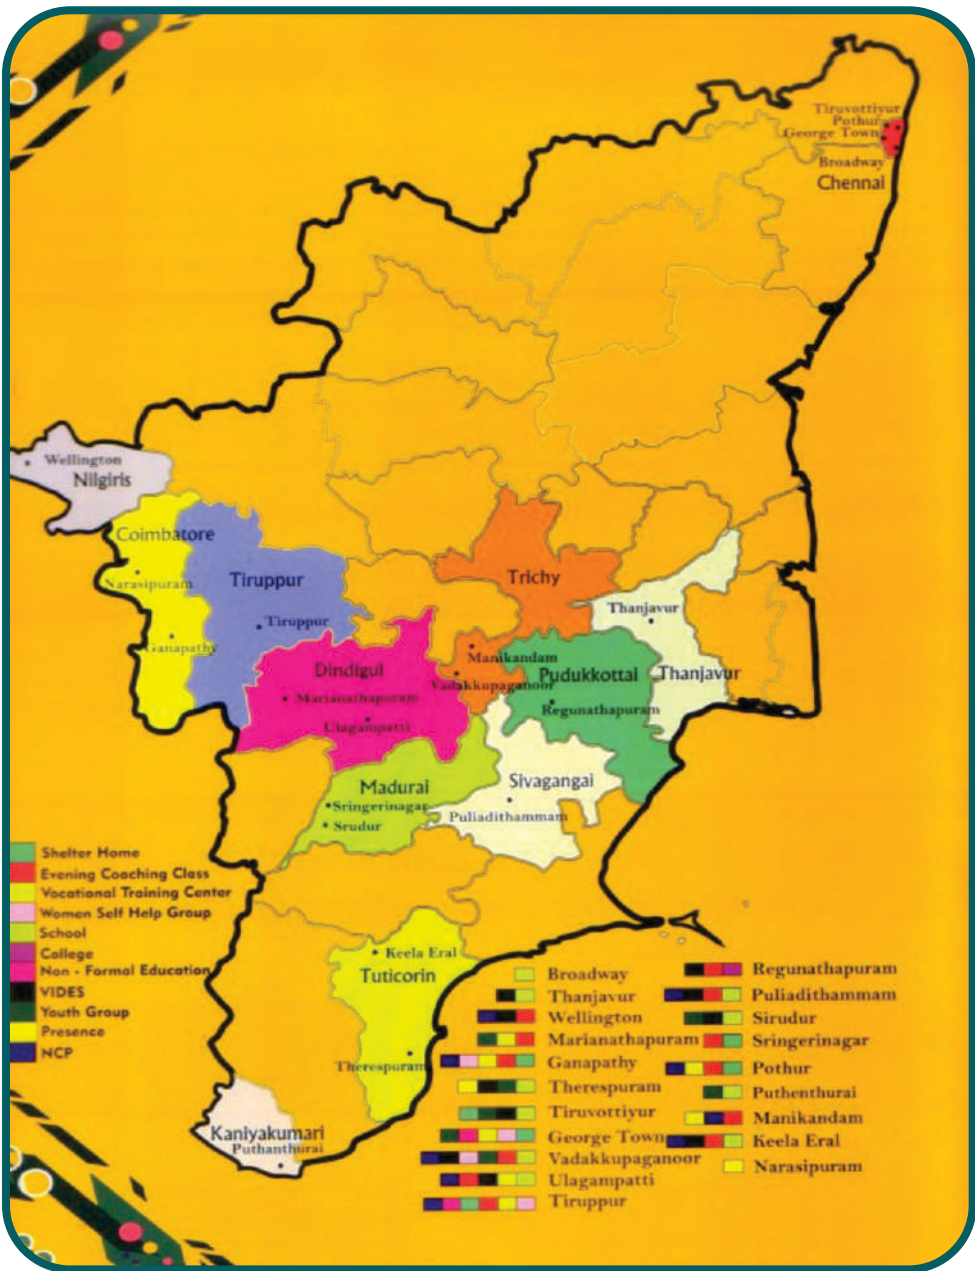 Tiruvottiyur
Pothur
George Town
Broadway
Chennai
Wellington
Nilgiris
Coimbatore
Narasipuram
Ganapathy
Tiruppur
Tiruppur
Trichy
Thanjavur
Thanjavur
Manikandam
Vadakkupaganoor
Pudukkottai
Regunathapuram
Dindigul
Marianathapuram
Ulagampatti
Madurai
Sringerinagar
Srudur
Sivagangai
Puliadithammam
Keela Eral
Tuticorin
Therespuram
Kaniyakumari
Puthanthurai
Shelter Home
Evening Coaching Class
Vocational Training Center
Women Self Help Group
School
College
Non - Formal Education
VIDES
Youth Group
Presence
NCP
Broadway
Thanjavur
Wellington
Marianathapuram
Ganapathy
Therespuram
Tiruvottiyur
George Town
Vadakkupaganoor
Ulagampatti
Tiruppur
Regunathapuram
Puliadithammam
Sirudur
Sringerinagar
Pothur
Puthenthurai
Manikandam
Keela Eral
Narasipuram